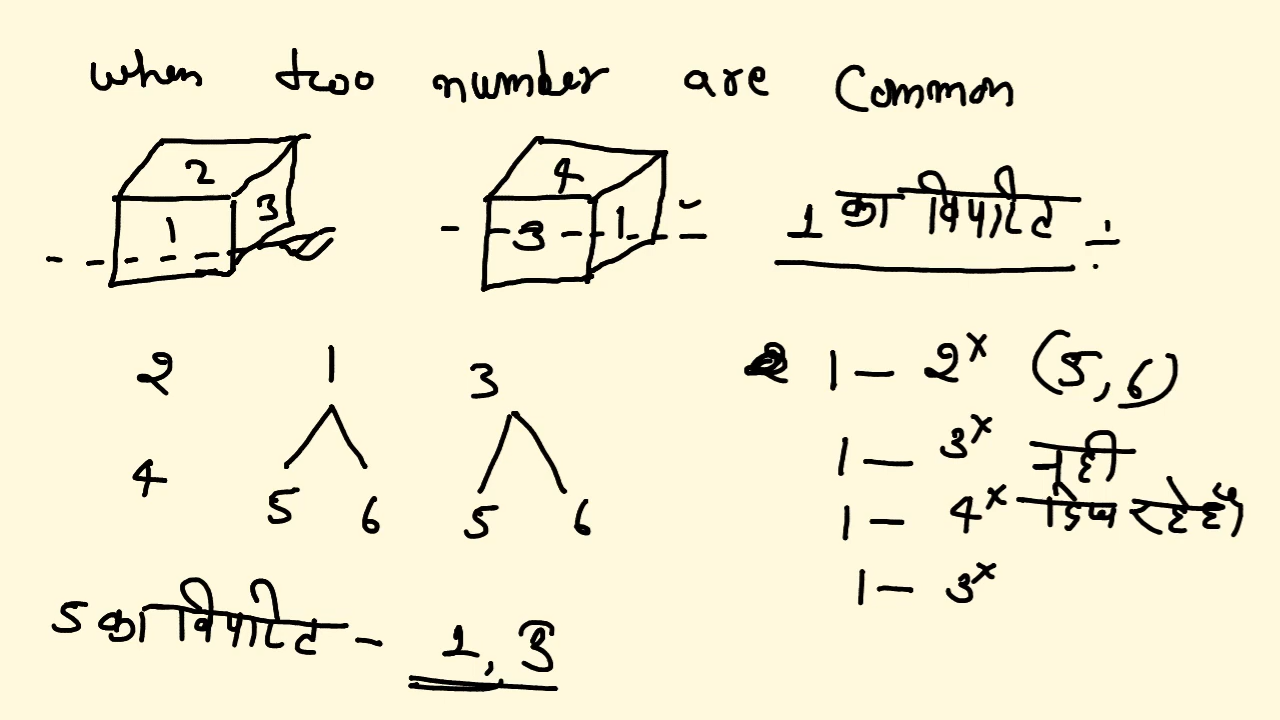 when two number are Common
2
1 3
4
3 1
1 का विपरीत ÷
2 1 3
4 5 6 5 6
1 – 2ˣ (5, 6)
1 – 3ˣ नही
1 – 4ˣ दिख रहे है
1 – 3ˣ
5 का विपरीत – 1, 3